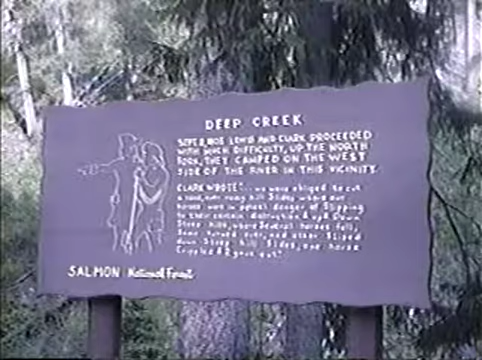 DEEP CREEK
SEPT. 2, 1805 LEWIS AND CLARK PROCEEDED
WITH MUCH DIFFICULTY, UP THE NORTH
FORK, THEY CAMPED ON THE WEST
SIDE OF THE RIVER IN THIS VICINITY.
CLARK WROTE "... we were obliged to cut
a road, over rocky hill Sides where our
horses were in danger of Slipping
to their certain distruction & up & Down
Steep hills, where Several horses fell,
Some turned over, and others Sliped
down Steep hill Sides, one horse
Crippled & 2 gave out."
SALMON National Forest